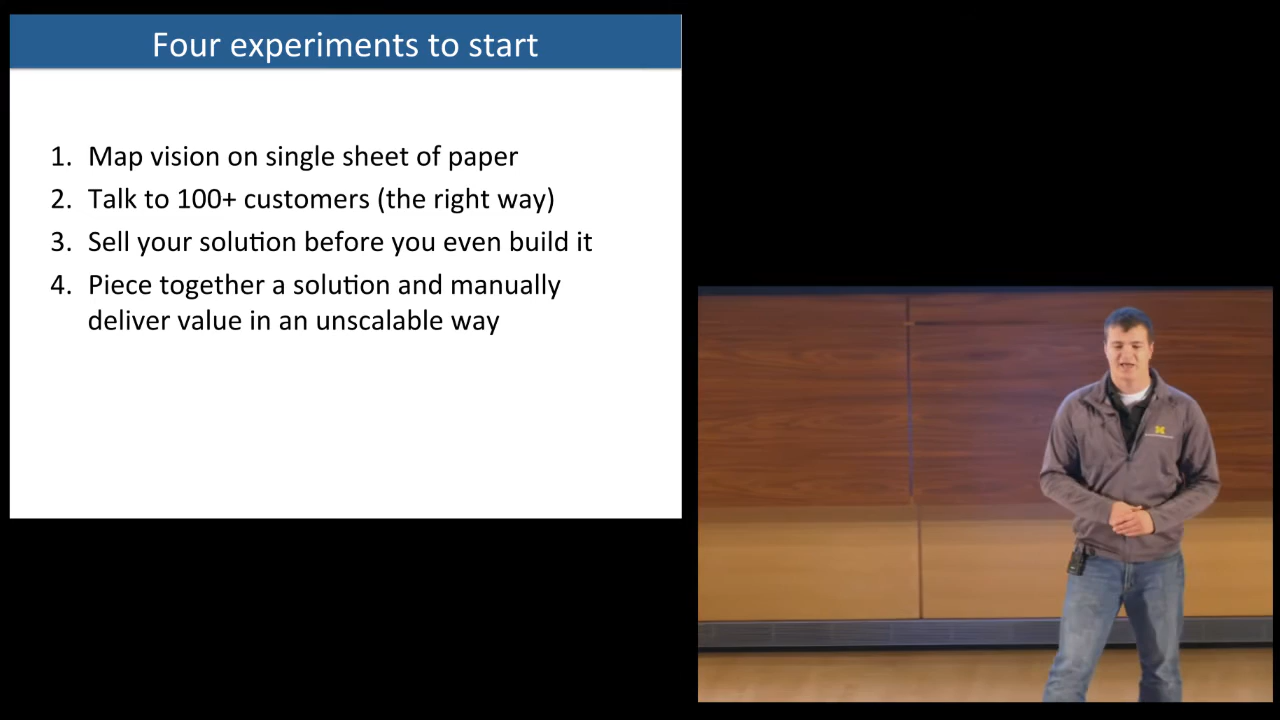 Four experiments to start
1. Map vision on single sheet of paper
2. Talk to 100+ customers (the right way)
3. Sell your solution before you even build it
4. Piece together a solution and manually
deliver value in an unscalable way